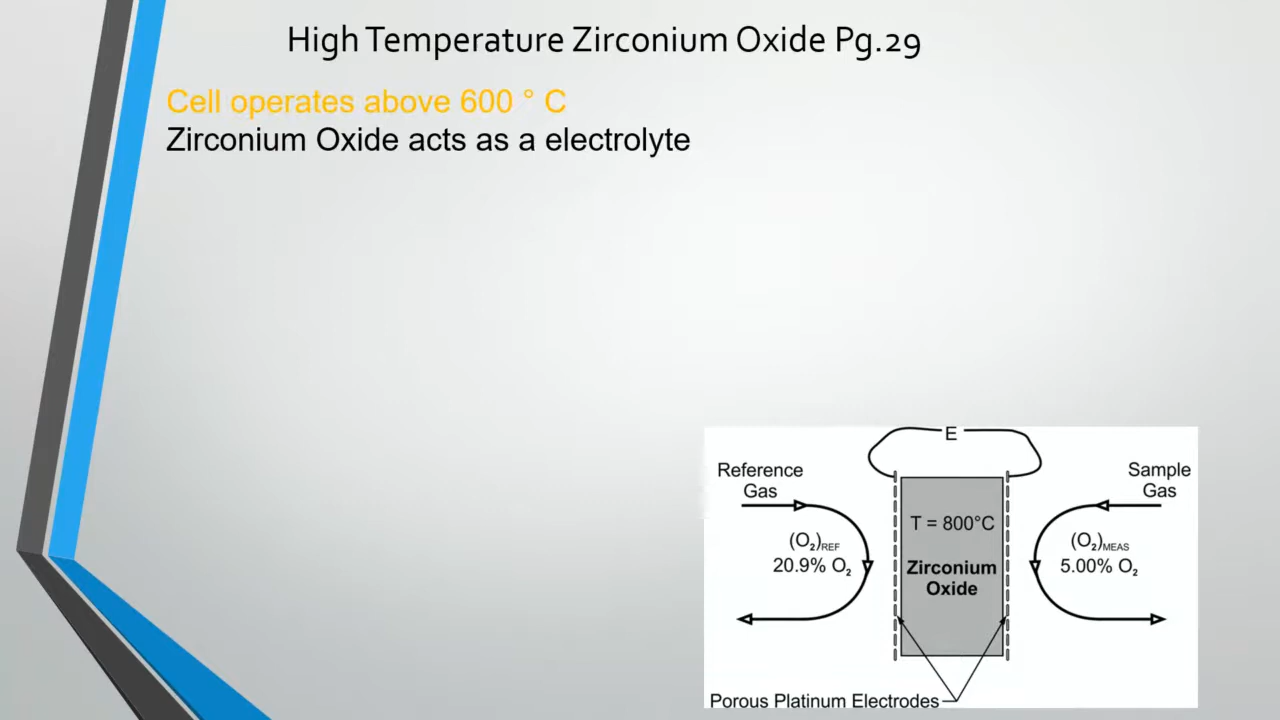 High Temperature Zirconium Oxide Pg.29
Cell operates above 600 ° C
Zirconium Oxide acts as a electrolyte
E
Reference
Gas
Sample
Gas
T = 800°C
(O₂)REF
20.9% O₂
Zirconium
Oxide
(O₂)MEAS
5.00% O₂
Porous Platinum Electrodes